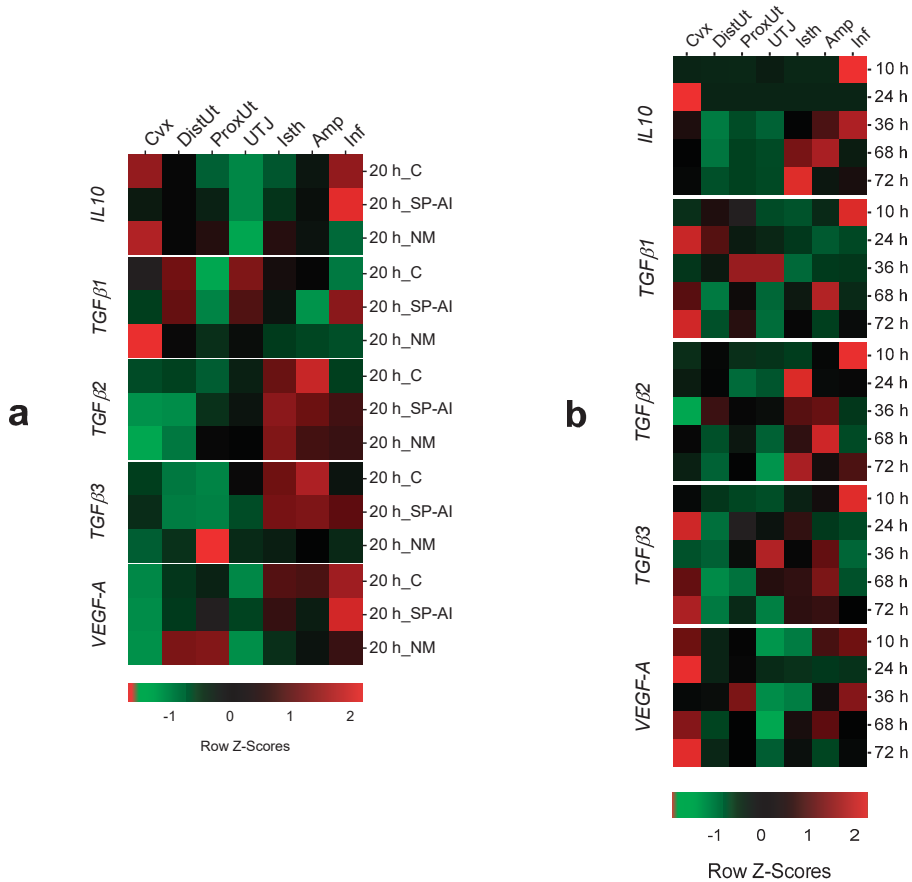 a
Cvx DistUt ProxUt UTJ Isth Amp Inf
IL10
20 h_C
20 h_SP-AI
20 h_NM
TGFβ1
20 h_C
20 h_SP-AI
20 h_NM
TGFβ2
20 h_C
20 h_SP-AI
20 h_NM
TGFβ3
20 h_C
20 h_SP-AI
20 h_NM
VEGF-A
20 h_C
20 h_SP-AI
20 h_NM
-1 0 1 2
Row Z-Scores
b
Cvx DistUt ProxUt UTJ Isth Amp Inf
IL10
10 h
24 h
36 h
68 h
72 h
TGFβ1
10 h
24 h
36 h
68 h
72 h
TGFβ2
10 h
24 h
36 h
68 h
72 h
TGFβ3
10 h
24 h
36 h
68 h
72 h
VEGF-A
10 h
24 h
36 h
68 h
72 h
-1 0 1 2
Row Z-Scores